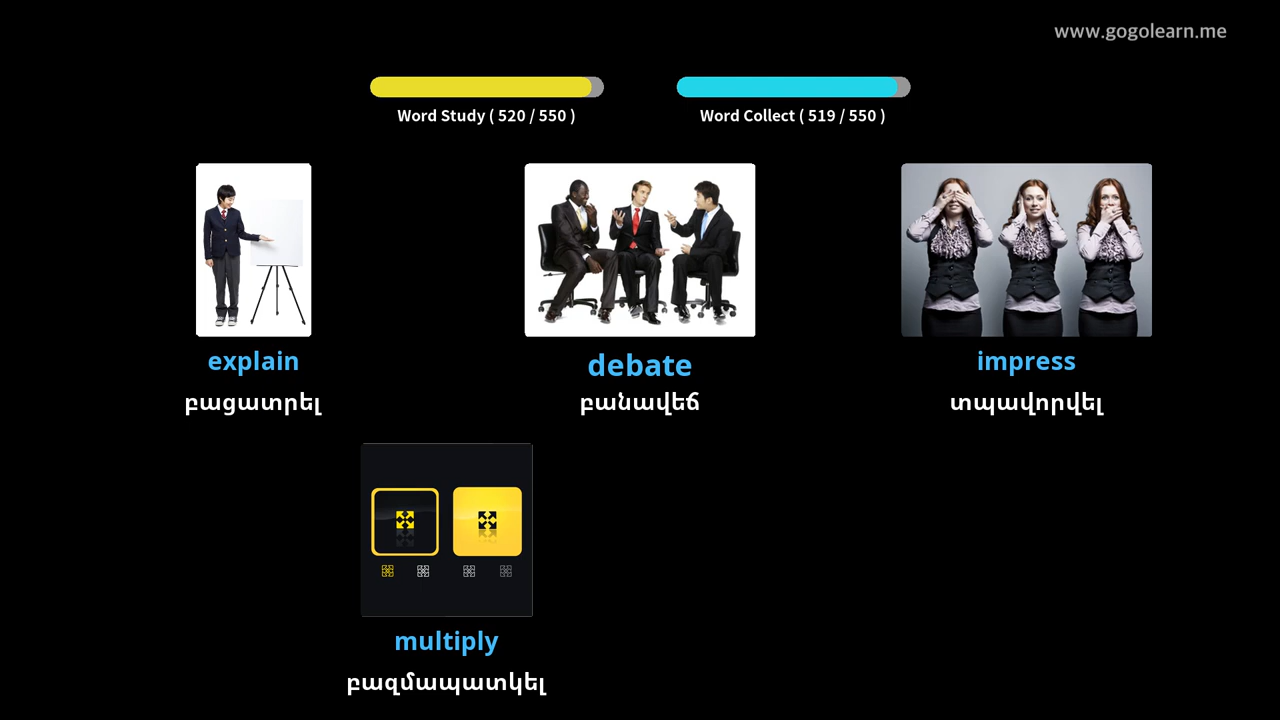 www.gogolearn.me
Word Study ( 520 / 550 )
Word Collect ( 519 / 550 )
explain
բացատրել
debate
բանավեճ
impress
տպավորվել
multiply
բազմապատկել